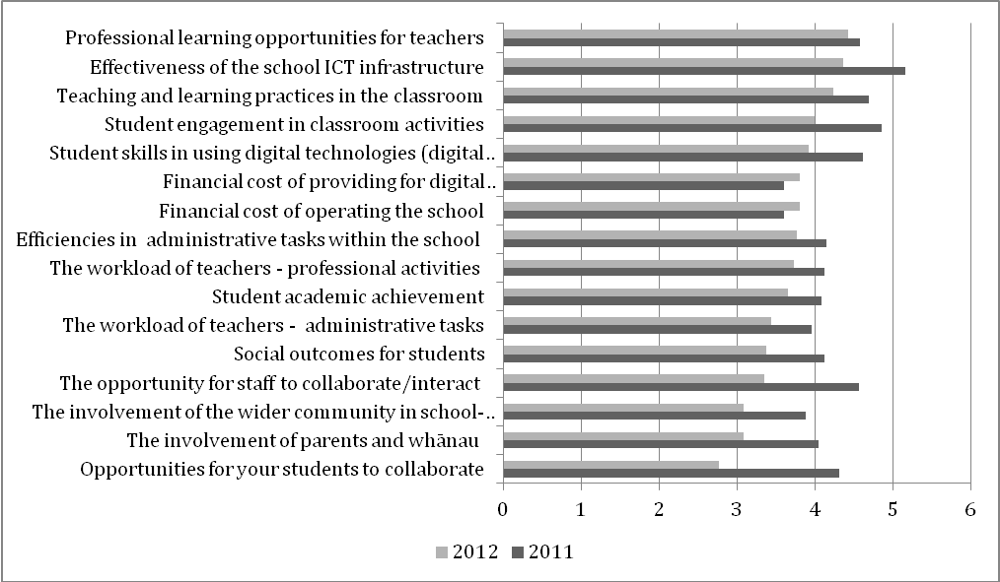 Professional learning opportunities for teachers
Effectiveness of the school ICT infrastructure
Teaching and learning practices in the classroom
Student engagement in classroom activities
Student skills in using digital technologies (digital..
Financial cost of providing for digital..
Financial cost of operating the school
Efficiencies in administrative tasks within the school
The workload of teachers - professional activities
Student academic achievement
The workload of teachers - administrative tasks
Social outcomes for students
The opportunity for staff to collaborate/interact
The involvement of the wider community in school-..
The involvement of parents and whānau
Opportunities for your students to collaborate
0 1 2 3 4 5 6
2012 2011